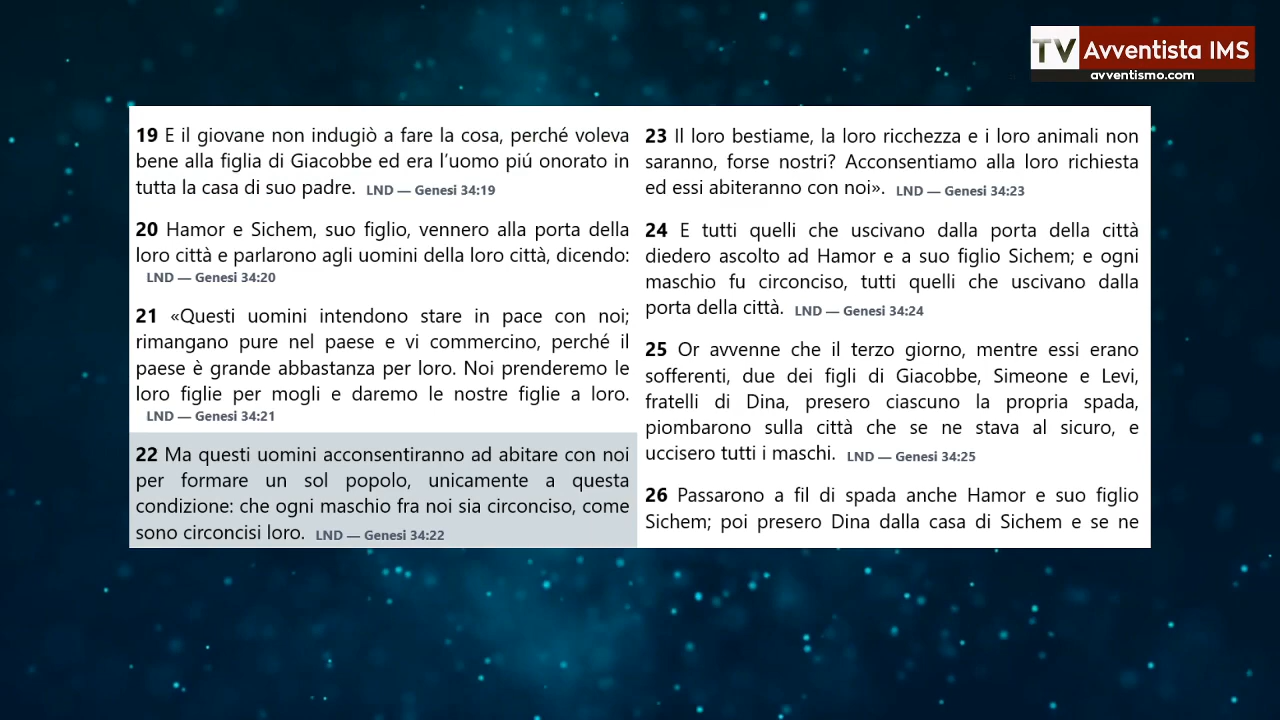 TV Avventista IMS
avventismo.com
19 E il giovane non indugiò a fare la cosa, perché voleva
bene alla figlia di Giacobbe ed era l'uomo piú onorato in
tutta la casa di suo padre. LND — Genesi 34:19
20 Hamor e Sichem, suo figlio, vennero alla porta della
loro città e parlarono agli uomini della loro città, dicendo:
LND — Genesi 34:20
21 «Questi uomini intendono stare in pace con noi;
rimangano pure nel paese e vi commercino, perché il
paese è grande abbastanza per loro. Noi prenderemo le
loro figlie per mogli e daremo le nostre figlie a loro.
LND — Genesi 34:21
22 Ma questi uomini acconsentiranno ad abitare con noi
per formare un sol popolo, unicamente a questa
condizione: che ogni maschio fra noi sia circonciso, come
sono circoncisi loro. LND — Genesi 34:22
23 Il loro bestiame, la loro ricchezza e i loro animali non
saranno, forse nostri? Acconsentiamo alla loro richiesta
ed essi abiteranno con noi». LND — Genesi 34:23
24 E tutti quelli che uscivano dalla porta della città
diedero ascolto ad Hamor e a suo figlio Sichem; e ogni
maschio fu circonciso, tutti quelli che uscivano dalla
porta della città. LND — Genesi 34:24
25 Or avvenne che il terzo giorno, mentre essi erano
sofferenti, due dei figli di Giacobbe, Simeone e Levi,
fratelli di Dina, presero ciascuno la propria spada,
piombarono sulla città che se ne stava al sicuro, e
uccisero tutti i maschi. LND — Genesi 34:25
26 Passarono a fil di spada anche Hamor e suo figlio
Sichem; poi presero Dina dalla casa di Sichem e se ne